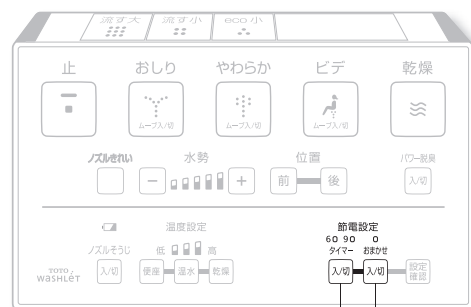 流す大 流す小 eco小
止 おしり やわらか ビデ 乾燥
ムーブ入/切 ムーブ入/切 ムーブ入/切
ノズルきれい 水勢 位置 パワー脱臭
− + 前 後 入/切
温度設定 節電設定
60 90
ノズルそうじ 低 高 タイマー おまかせ
入/切 便座 温水 乾燥 入/切 入/切 設定確認
TOTO
WASHLET